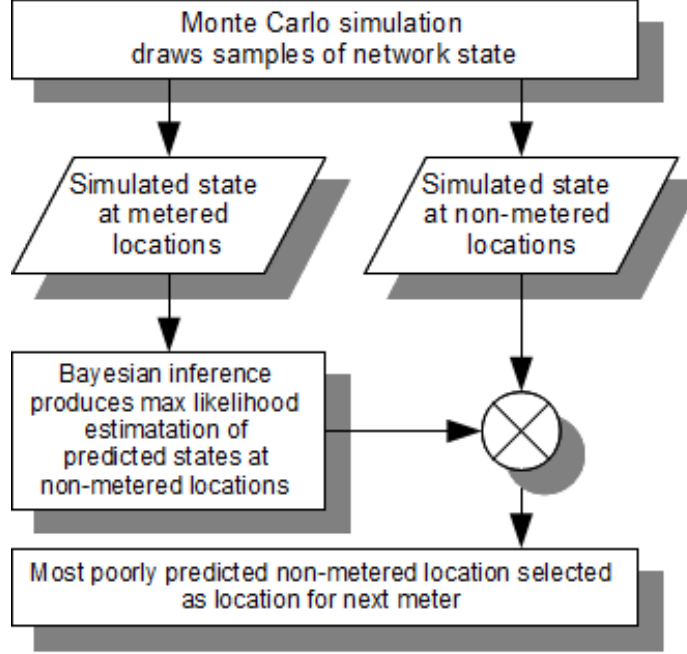 Monte Carlo simulation
draws samples of network state
Simulated state
at metered
locations
Simulated state
at non-metered
locations
Bayesian inference
produces max likelihood
estimatation of
predicted states at
non-metered locations
Most poorly predicted non-metered location selected
as location for next meter